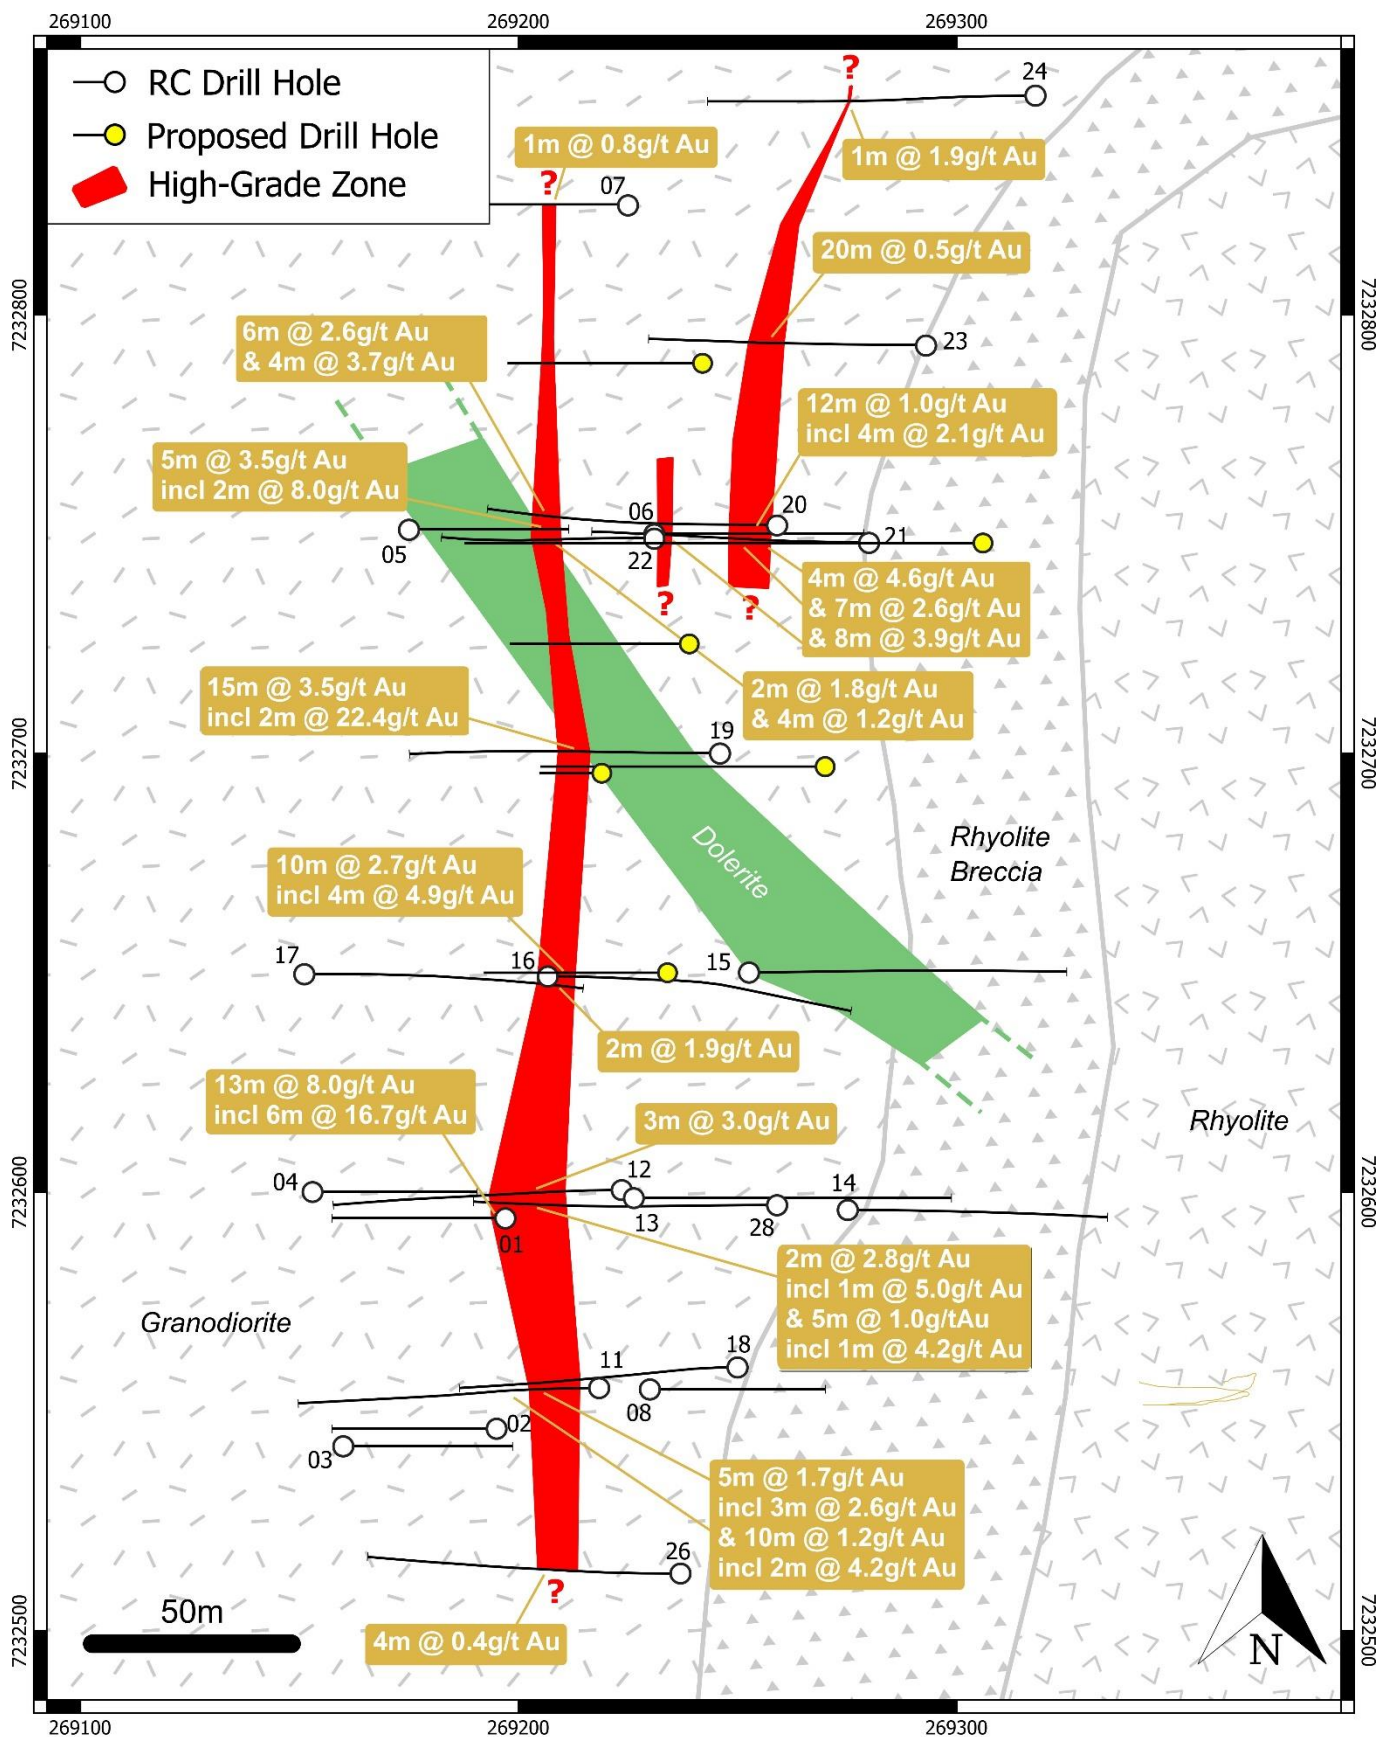 269100
269200
269300
RC Drill Hole
Proposed Drill Hole
High-Grade Zone
24
?
1m @ 0.8g/t Au
1m @ 1.9g/t Au
?
07
20m @ 0.5g/t Au
7232800
7232800
6m @ 2.6g/t Au
& 4m @ 3.7g/t Au
23
12m @ 1.0g/t Au
incl 4m @ 2.1g/t Au
5m @ 3.5g/t Au
incl 2m @ 8.0g/t Au
06
20
05
22
21
4m @ 4.6g/t Au
& 7m @ 2.6g/t Au
& 8m @ 3.9g/t Au
?
?
15m @ 3.5g/t Au
incl 2m @ 22.4g/t Au
2m @ 1.8g/t Au
& 4m @ 1.2g/t Au
19
7232700
7232700
Dolerite
Rhyolite
Breccia
10m @ 2.7g/t Au
incl 4m @ 4.9g/t Au
17
16
15
2m @ 1.9g/t Au
13m @ 8.0g/t Au
incl 6m @ 16.7g/t Au
3m @ 3.0g/t Au
Rhyolite
04
12
14
7232600
7232600
01
13
28
2m @ 2.8g/t Au
incl 1m @ 5.0g/t Au
& 5m @ 1.0g/tAu
incl 1m @ 4.2g/t Au
Granodiorite
18
11
08
02
03
5m @ 1.7g/t Au
incl 3m @ 2.6g/t Au
& 10m @ 1.2g/t Au
incl 2m @ 4.2g/t Au
26
?
50m
4m @ 0.4g/t Au
N
7232500
7232500
269100
269200
269300